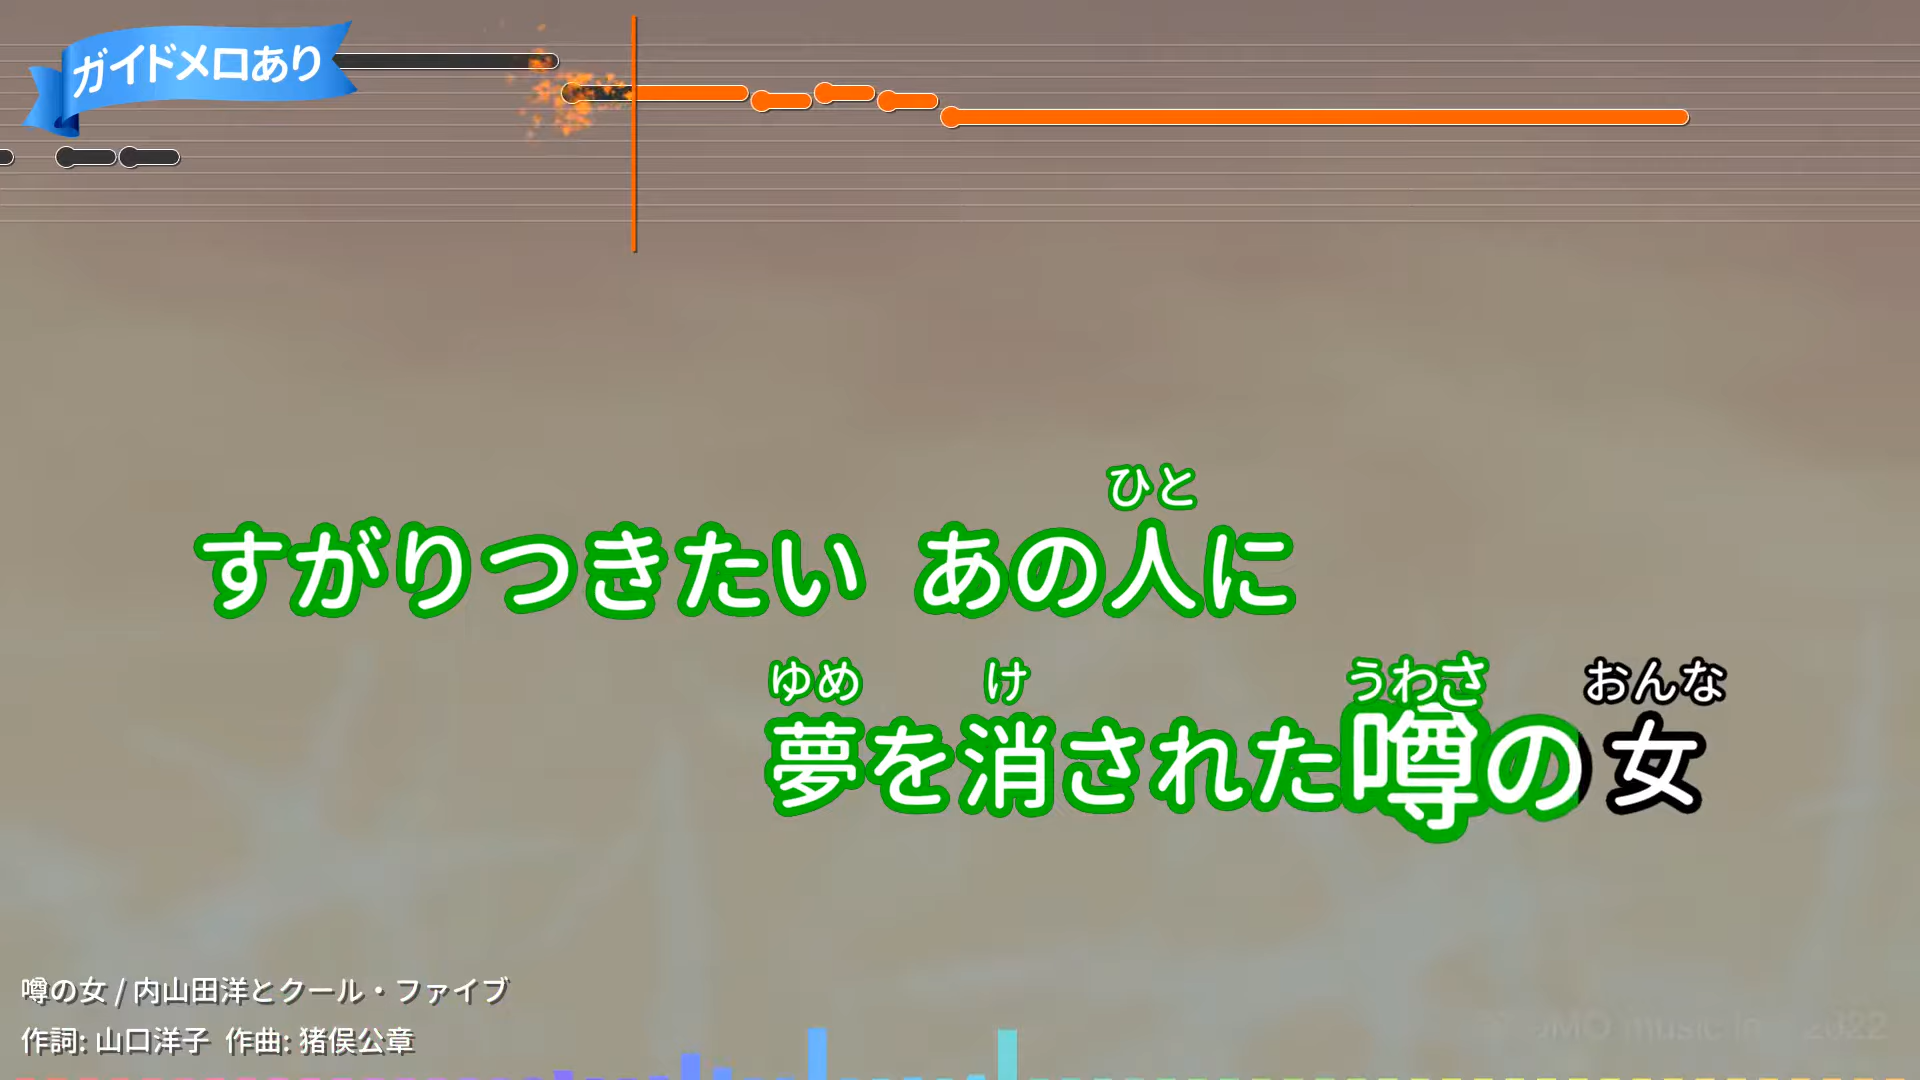 ガイドメロあり
すがりつきたい あの人に
ひと
夢を消された噂の女
ゆめ け うわさ おんな
噂の女 / 内山田洋とクール・ファイブ
作詞: 山口洋子 作曲: 猪俣公章
music 2022